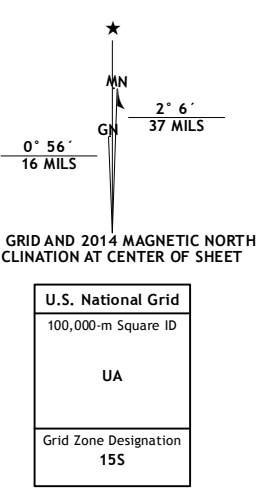 ★
MN
2° 6´
37 MILS
GN
0° 56´
16 MILS
GRID AND 2014 MAGNETIC NORTH
CLINATION AT CENTER OF SHEET
U.S. National Grid
100,000-m Square ID
UA
Grid Zone Designation
15S